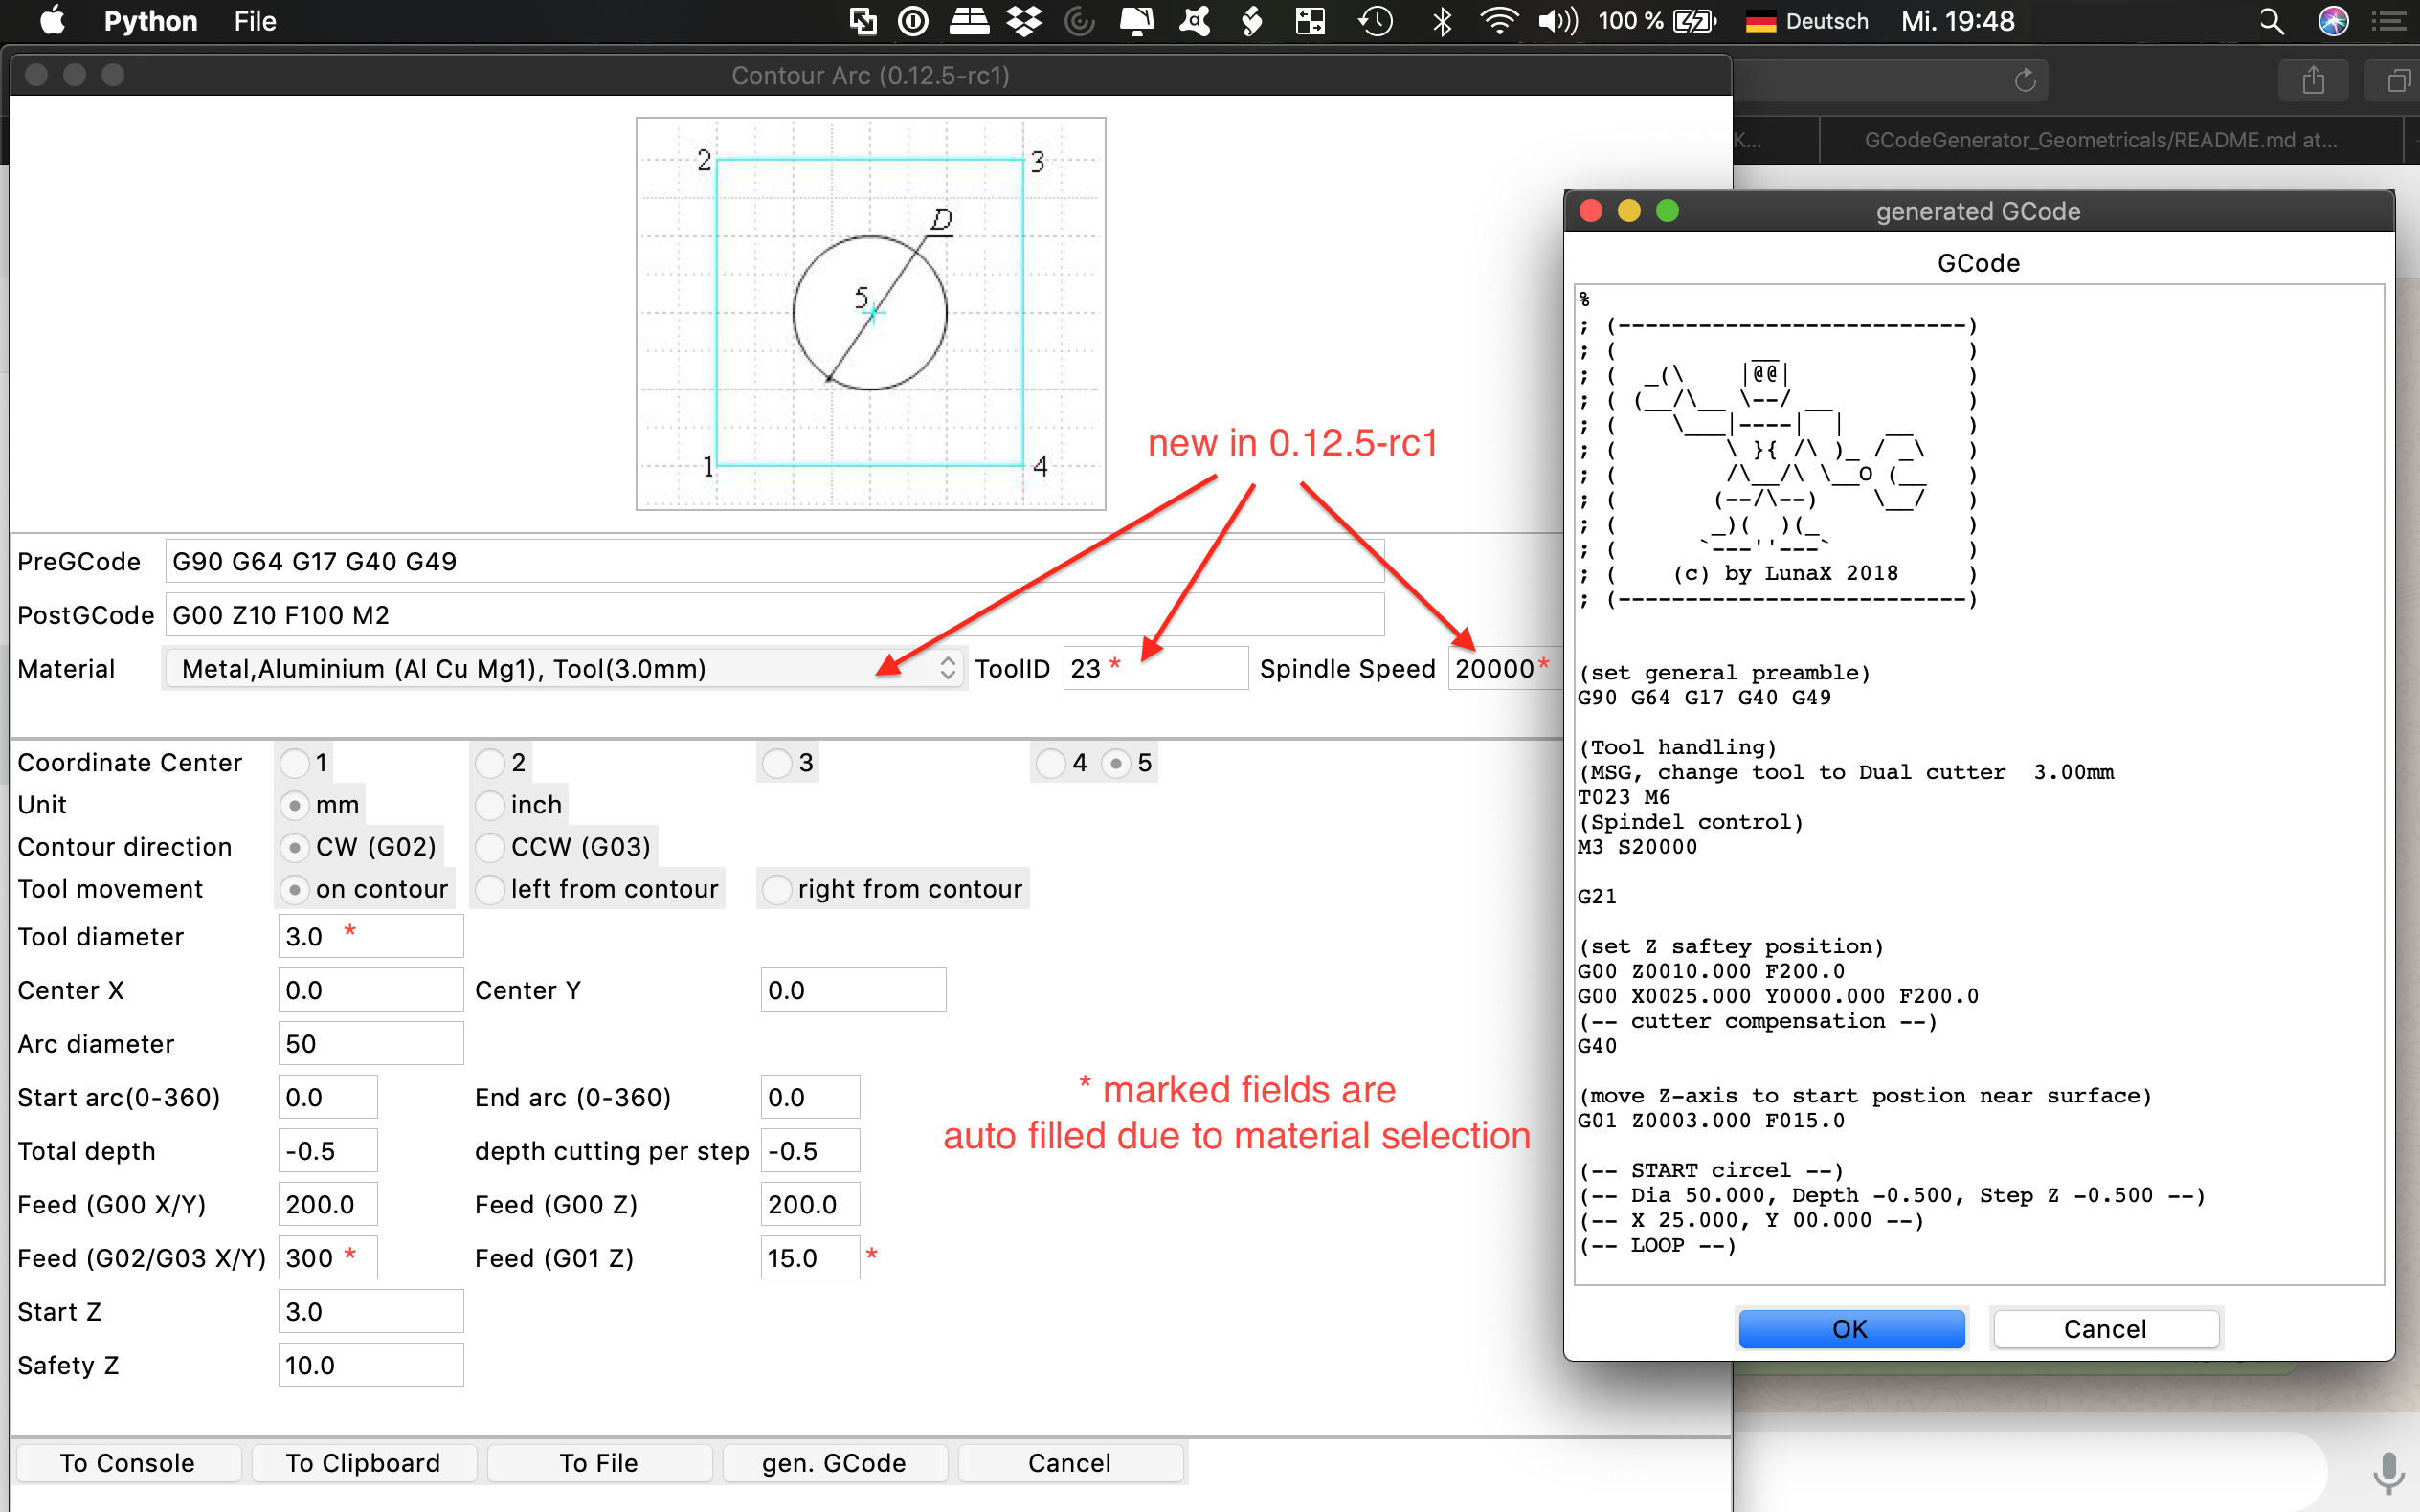 Python File 100 % Deutsch Mi. 19:48
Contour Arc (0.12.5-rc1)
K... GCodeGenerator_Geometricals/README.md at...
2 3
D
5
1 4
new in 0.12.5-rc1
PreGCode G90 G64 G17 G40 G49
PostGCode G00 Z10 F100 M2
Material Metal,Aluminium (Al Cu Mg1), Tool(3.0mm) ToolID 23 * Spindle Speed 20000*
Coordinate Center 1 2 3 4 5
Unit mm inch
Contour direction CW (G02) CCW (G03)
Tool movement on contour left from contour right from contour
Tool diameter 3.0 *
Center X 0.0 Center Y 0.0
Arc diameter 50
Start arc(0-360) 0.0 End arc (0-360) 0.0
* marked fields are
auto filled due to material selection
Total depth -0.5 depth cutting per step -0.5
Feed (G00 X/Y) 200.0 Feed (G00 Z) 200.0
Feed (G02/G03 X/Y) 300 * Feed (G01 Z) 15.0 *
Start Z 3.0
Safety Z 10.0
To Console To Clipboard To File gen. GCode Cancel
generated GCode
GCode
%
; (--------------------------)
; (          __              )
; (  _(\    |@@|             )
; ( (__/\__ \--/ __          )
; (    \___|----|  |   __    )
; (        \ }{ /\ )_ / _\   )
; (        /\__/\ \__O (__   )
; (       (--/\--)    \__/   )
; (       _)(  )(_           )
; (      `---''---`          )
; (    (c) by LunaX 2018     )
; (--------------------------)
(set general preamble)
G90 G64 G17 G40 G49
(Tool handling)
(MSG, change tool to Dual cutter  3.00mm
T023 M6
(Spindel control)
M3 S20000
G21
(set Z saftey position)
G00 Z0010.000 F200.0
G00 X0025.000 Y0000.000 F200.0
(-- cutter compensation --)
G40
(move Z-axis to start postion near surface)
G01 Z0003.000 F015.0
(-- START circel --)
(-- Dia 50.000, Depth -0.500, Step Z -0.500 --)
(-- X 25.000, Y 00.000 --)
(-- LOOP --)
OK Cancel